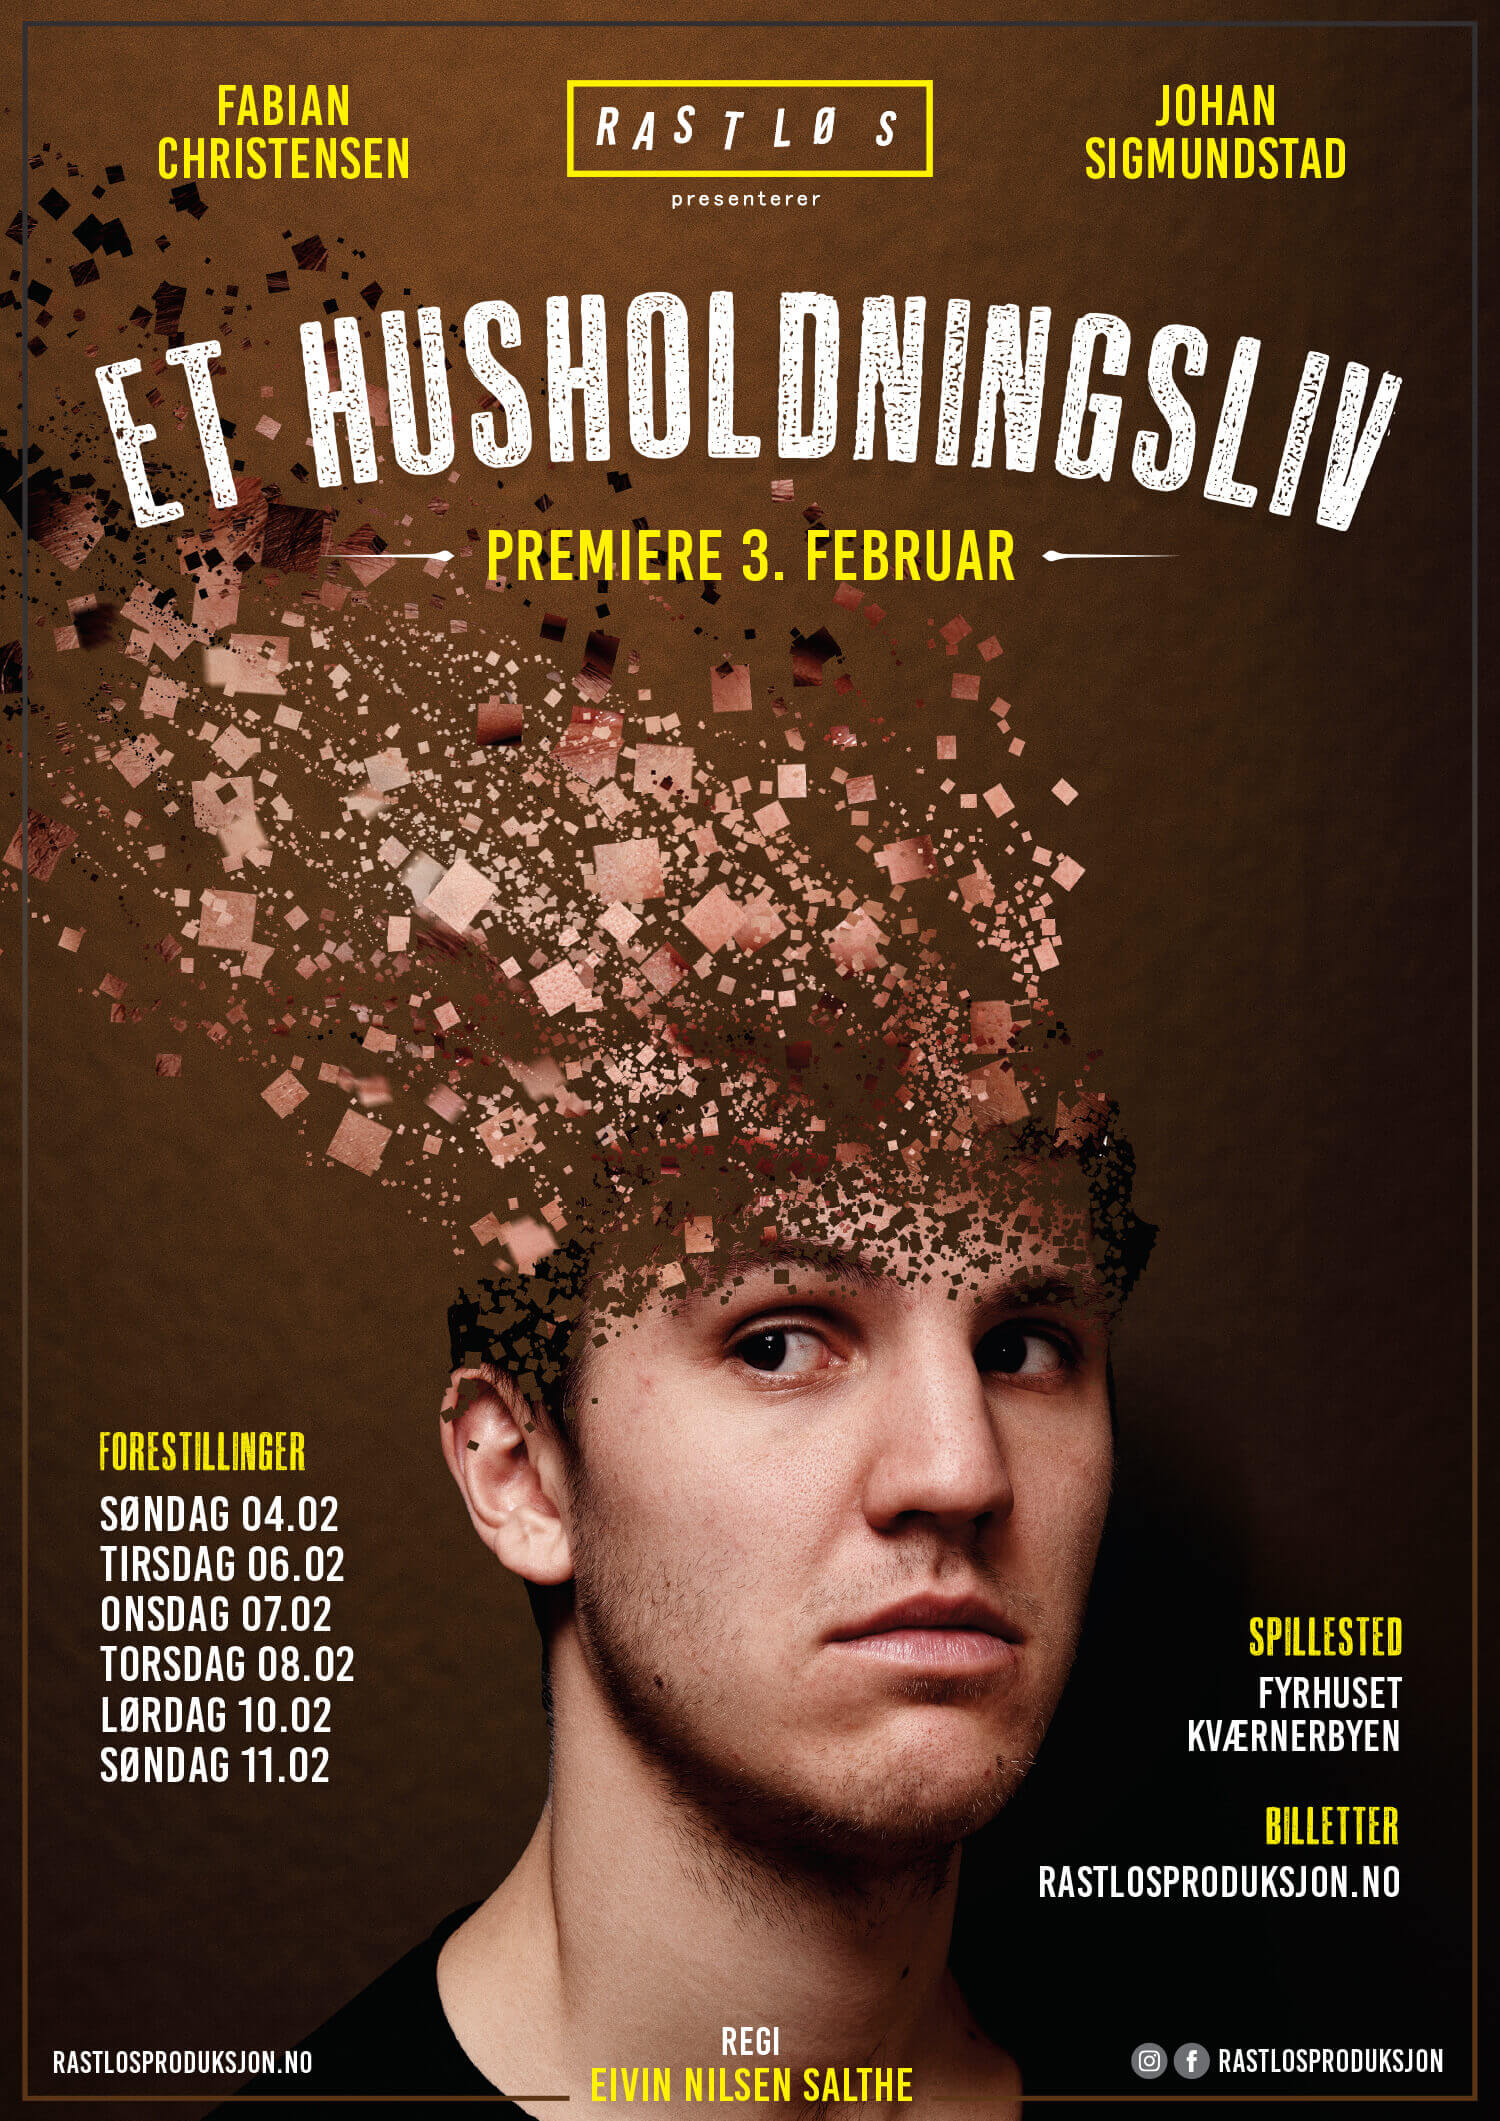 FABIAN
CHRISTENSEN
RASTLØS
presenterer
JOHAN
SIGMUNDSTAD
ET HUSHOLDNINGSLIV
PREMIERE 3. FEBRUAR
FORESTILLINGER
SØNDAG 04.02
TIRSDAG 06.02
ONSDAG 07.02
TORSDAG 08.02
LØRDAG 10.02
SØNDAG 11.02
SPILLESTED
FYRHUSET
KVÆRNERBYEN
BILLETTER
RASTLOSPRODUKSJON.NO
RASTLOSPRODUKSJON.NO
REGI
EIVIN NILSEN SALTHE
RASTLOSPRODUKSJON